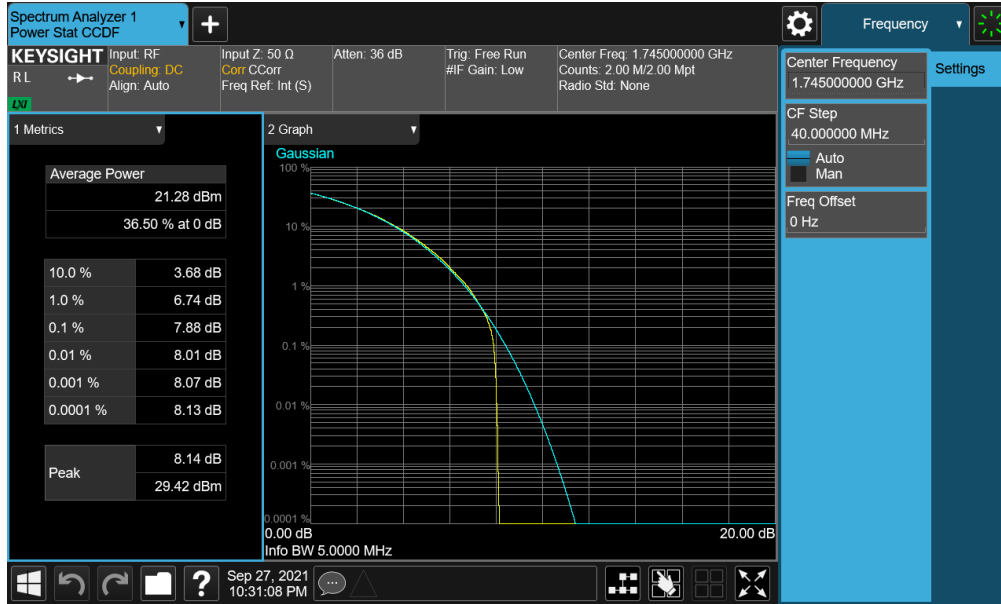 Spectrum Analyzer 1
Power Stat CCDF
+
Frequency
KEYSIGHT
R L
LXI
Input: RF
Coupling: DC
Align: Auto
Input Z: 50 Ω
Corr CCorr
Freq Ref: Int (S)
Atten: 36 dB
Trig: Free Run
#IF Gain: Low
Center Freq: 1.745000000 GHz
Counts: 2.00 M/2.00 Mpt
Radio Std: None
Center Frequency
1.745000000 GHz
Settings
CF Step
40.000000 MHz
Auto
Man
Freq Offset
0 Hz
1 Metrics
Average Power
21.28 dBm
36.50 % at 0 dB
10.0 % 3.68 dB
1.0 % 6.74 dB
0.1 % 7.88 dB
0.01 % 8.01 dB
0.001 % 8.07 dB
0.0001 % 8.13 dB
Peak
8.14 dB
29.42 dBm
2 Graph
Gaussian
100 %
10 %
1 %
0.1 %
0.01 %
0.001 %
0.0001 %
0.00 dB 20.00 dB
Info BW 5.0000 MHz
?
Sep 27, 2021
10:31:08 PM